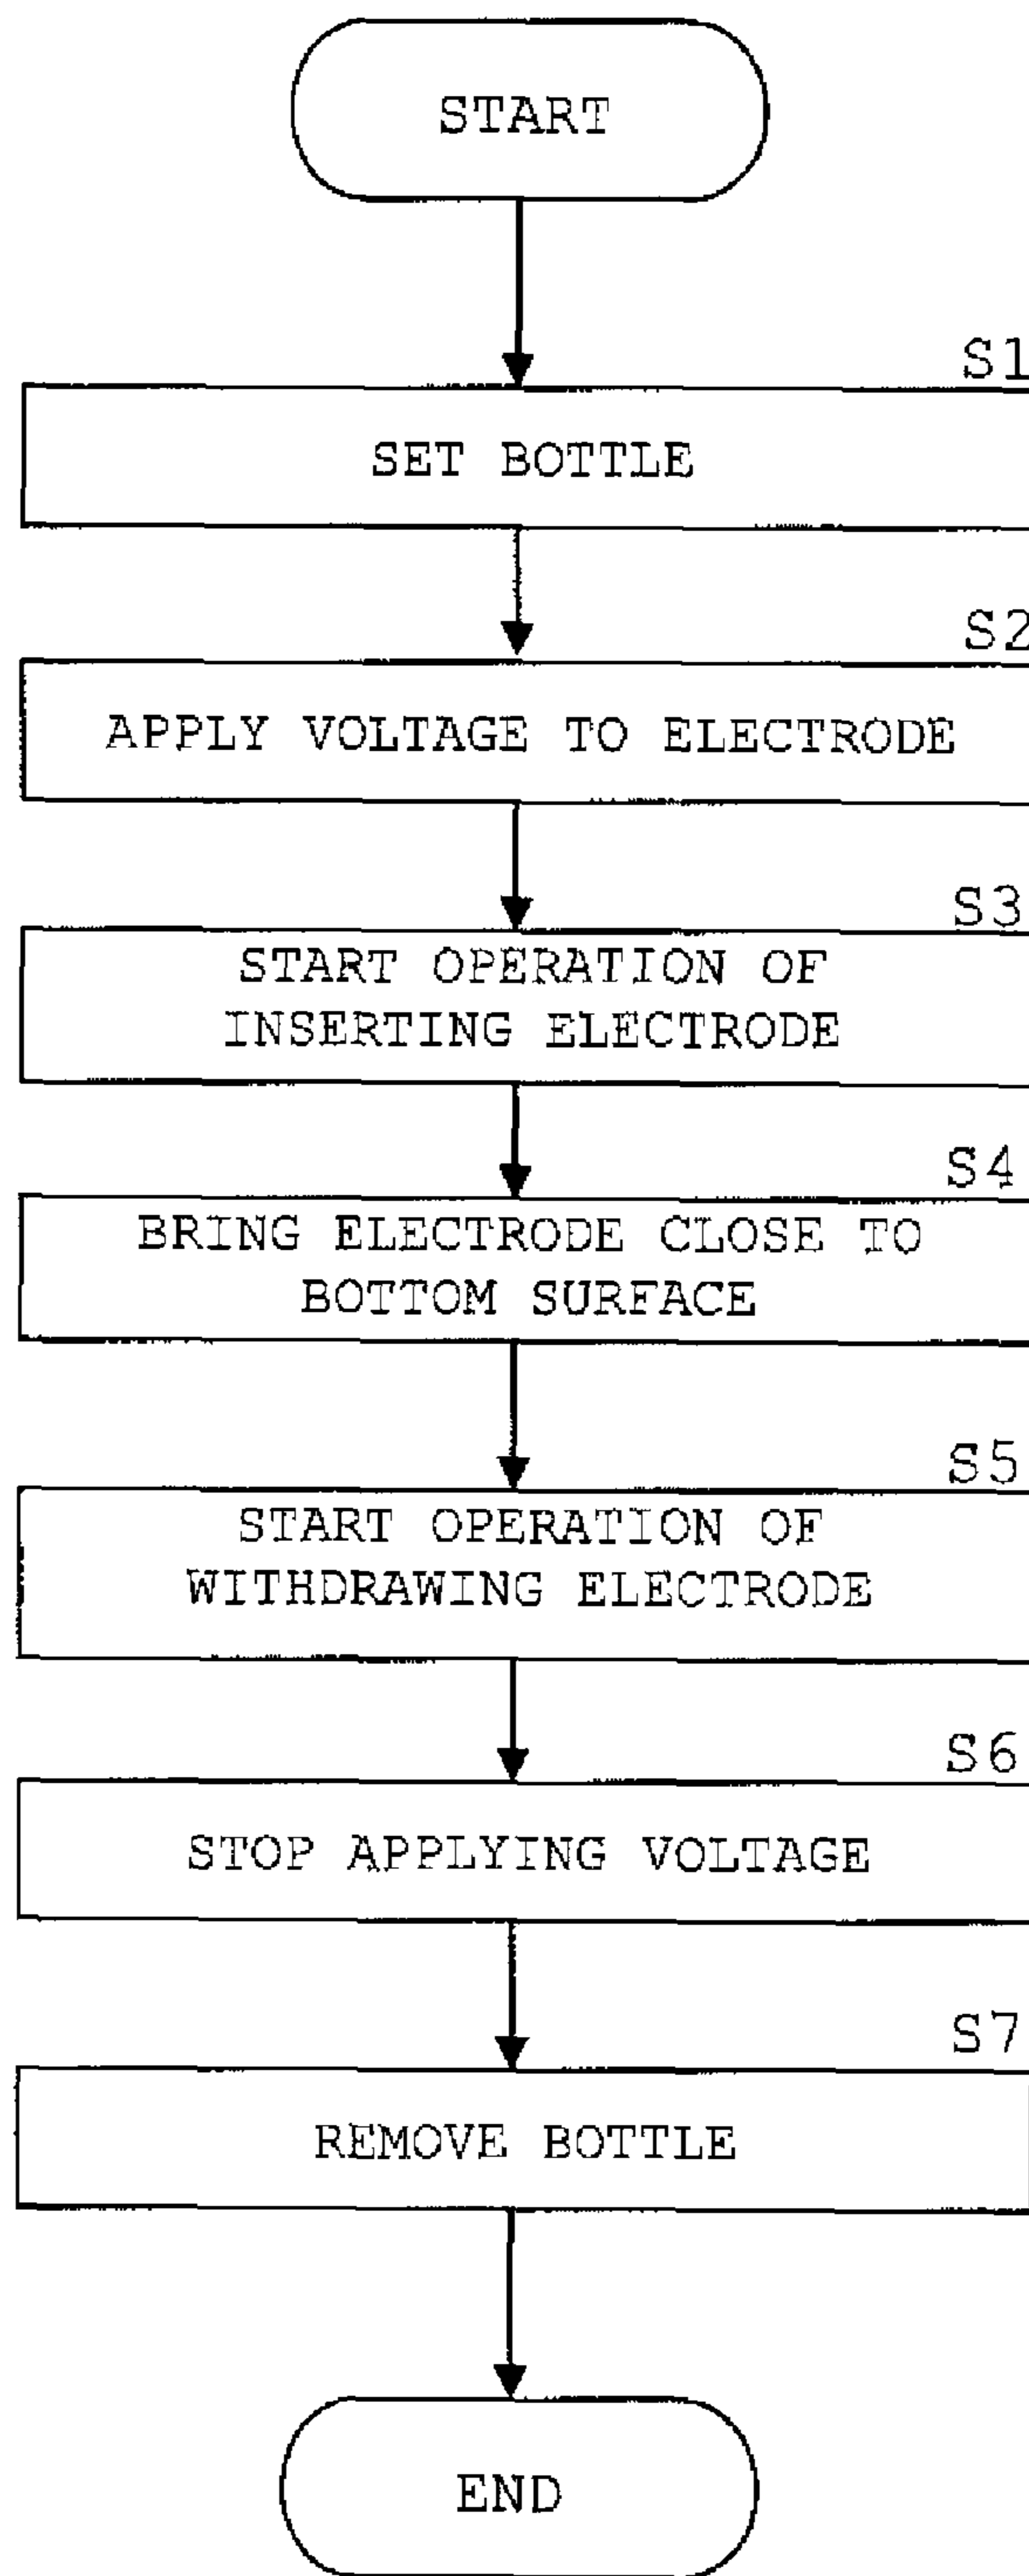 START
S1
SET BOTTLE
S2
APPLY VOLTAGE TO ELECTRODE
S3
START OPERATION OF
INSERTING ELECTRODE
S4
BRING ELECTRODE CLOSE TO
BOTTOM SURFACE
S5
START OPERATION OF
WITHDRAWING ELECTRODE
S6
STOP APPLYING VOLTAGE
S7
REMOVE BOTTLE
END